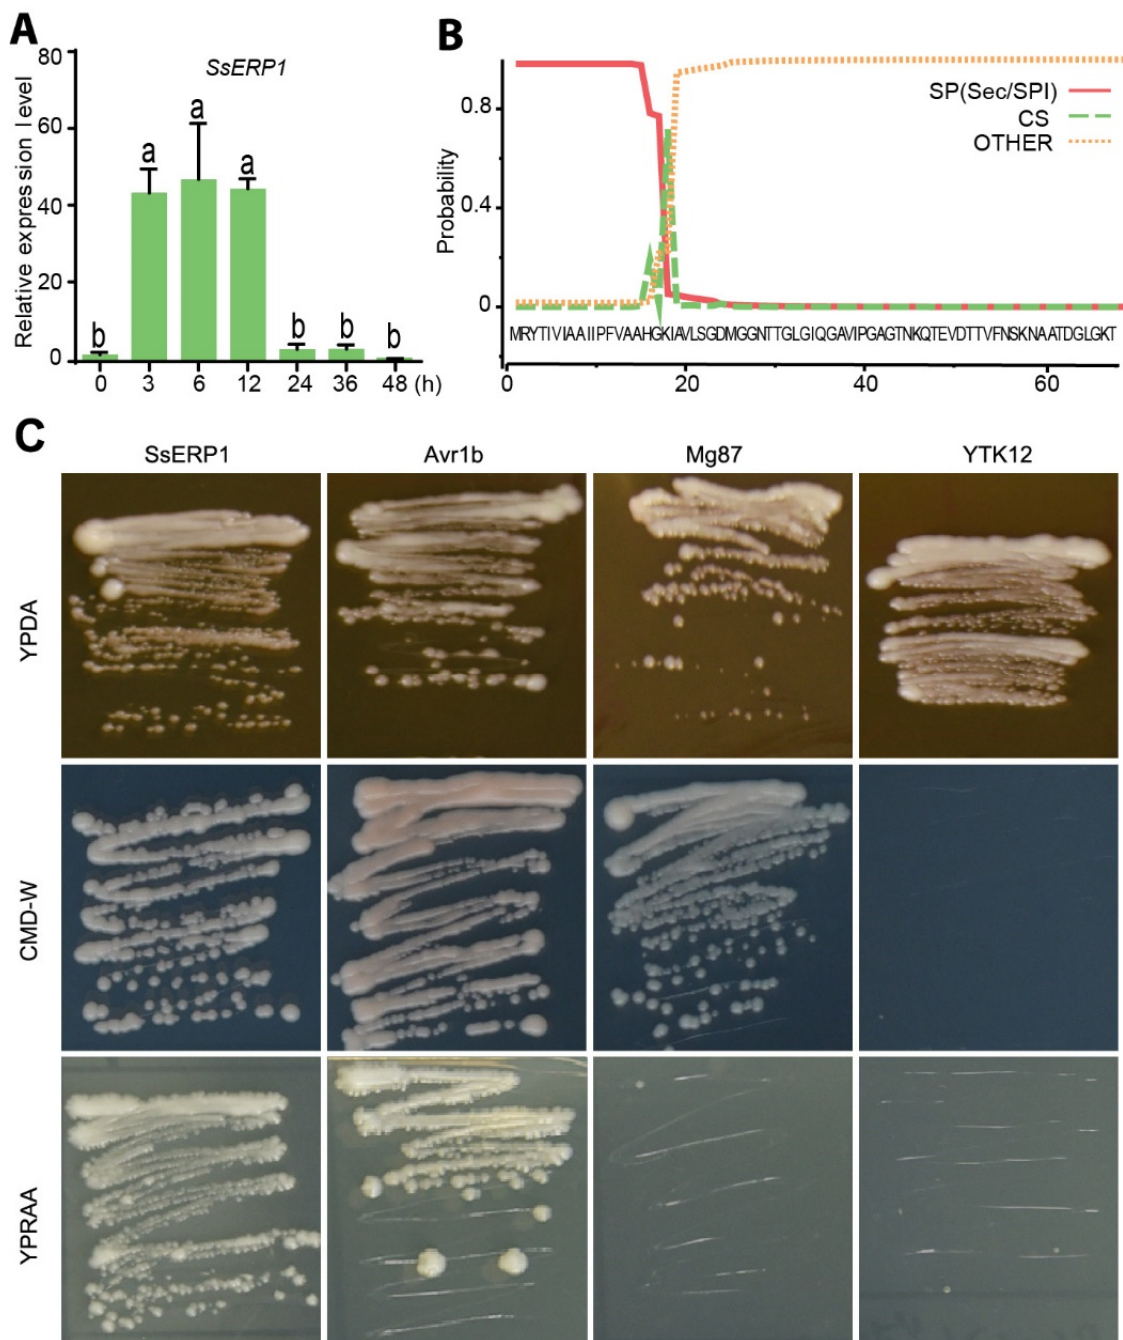 A
B
SsERP1
Relative expression level
80
60
40
20
0
a
a
a
b
b
b
b
0 3 6 12 24 36 48 (h)
Probability
0.8
0.4
0
SP(Sec/SPI)
CS
OTHER
MRYTIVIAAIIPFVAAHGKIAVLSGDMGGNTTGLGIQGAVIPGAGTNKQTEVDTTVFNSKNAATDGLGKT
0 20 40 60
C
SsERP1 Avr1b Mg87 YTK12
YPDA
CMD-W
YPRAA